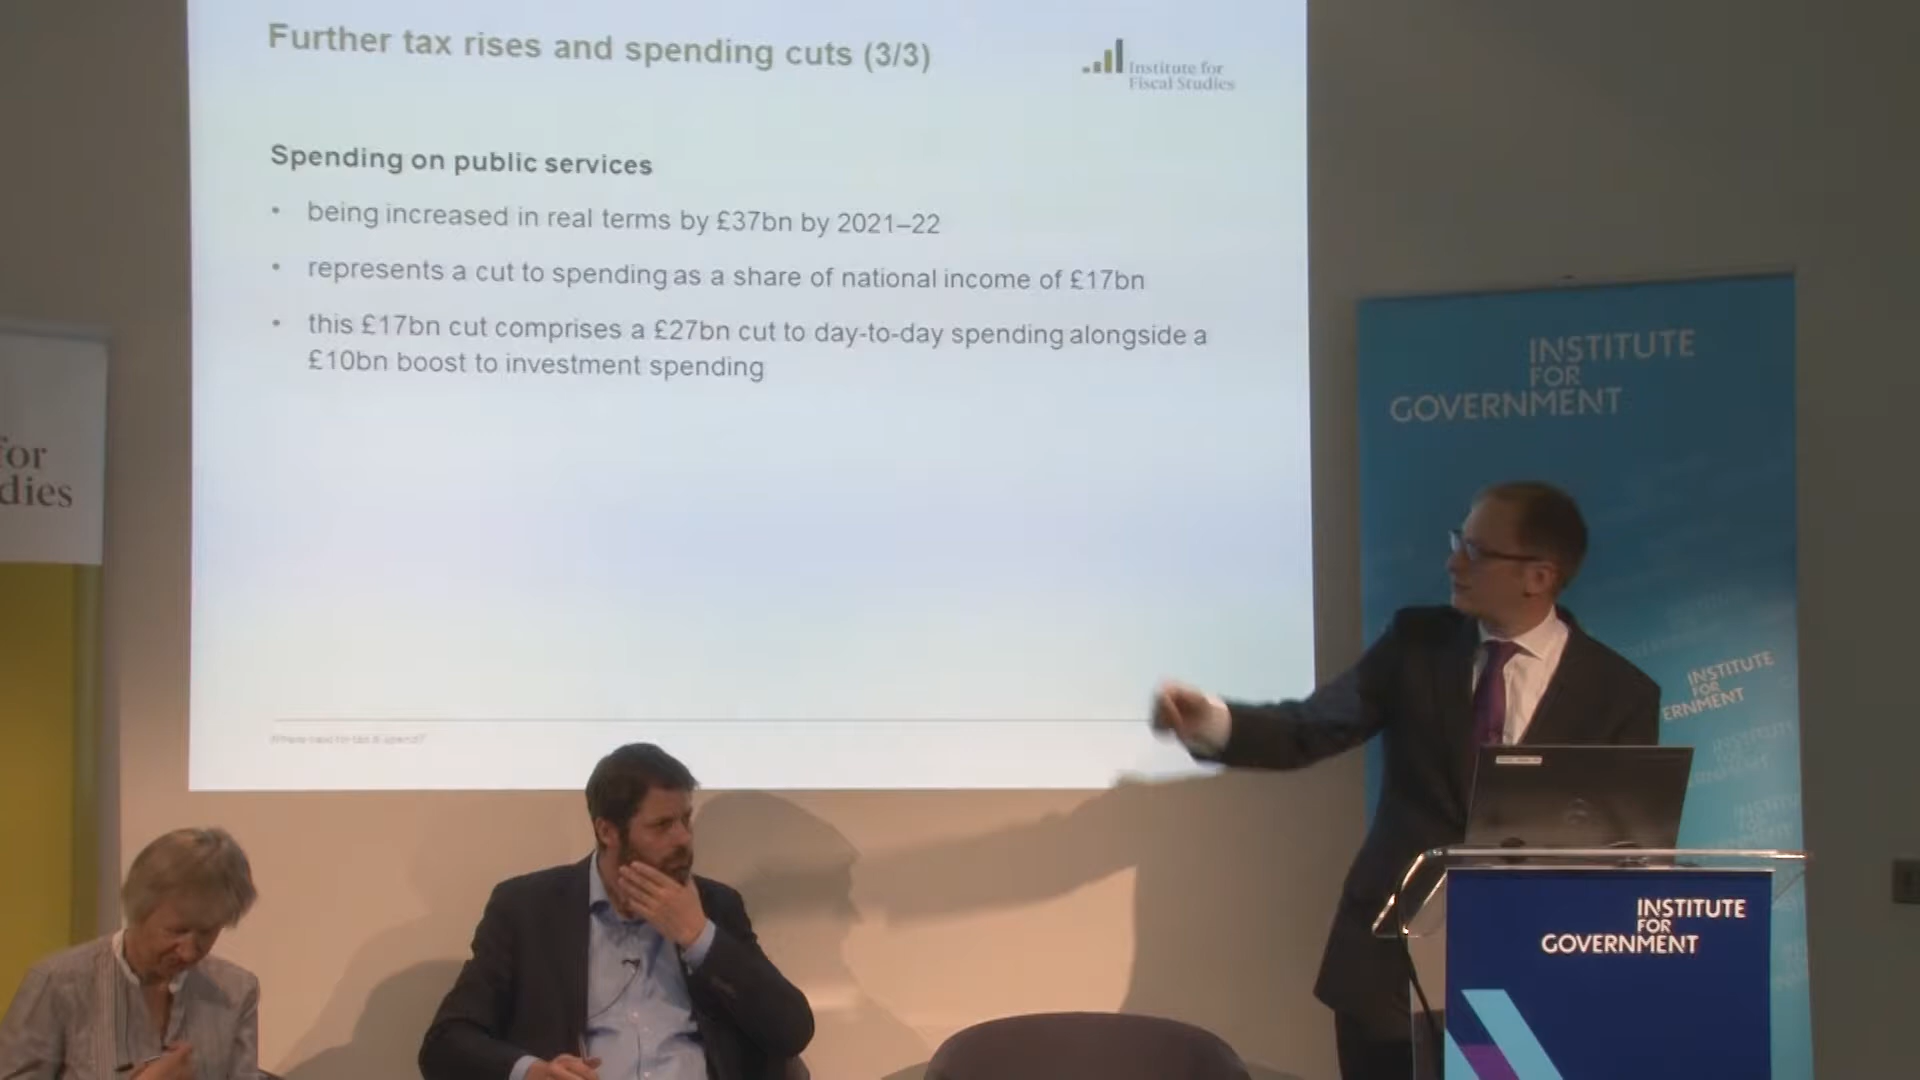 Further tax rises and spending cuts (3/3)
Institute for
Fiscal Studies
Spending on public services
• being increased in real terms by £37bn by 2021–22
• represents a cut to spending as a share of national income of £17bn
• this £17bn cut comprises a £27bn cut to day-to-day spending alongside a
£10bn boost to investment spending
for
dies
INSTITUTE
FOR
GOVERNMENT
INSTITUTE
FOR
ERNMENT
INSTITUTE
FOR
GOVERNMENT